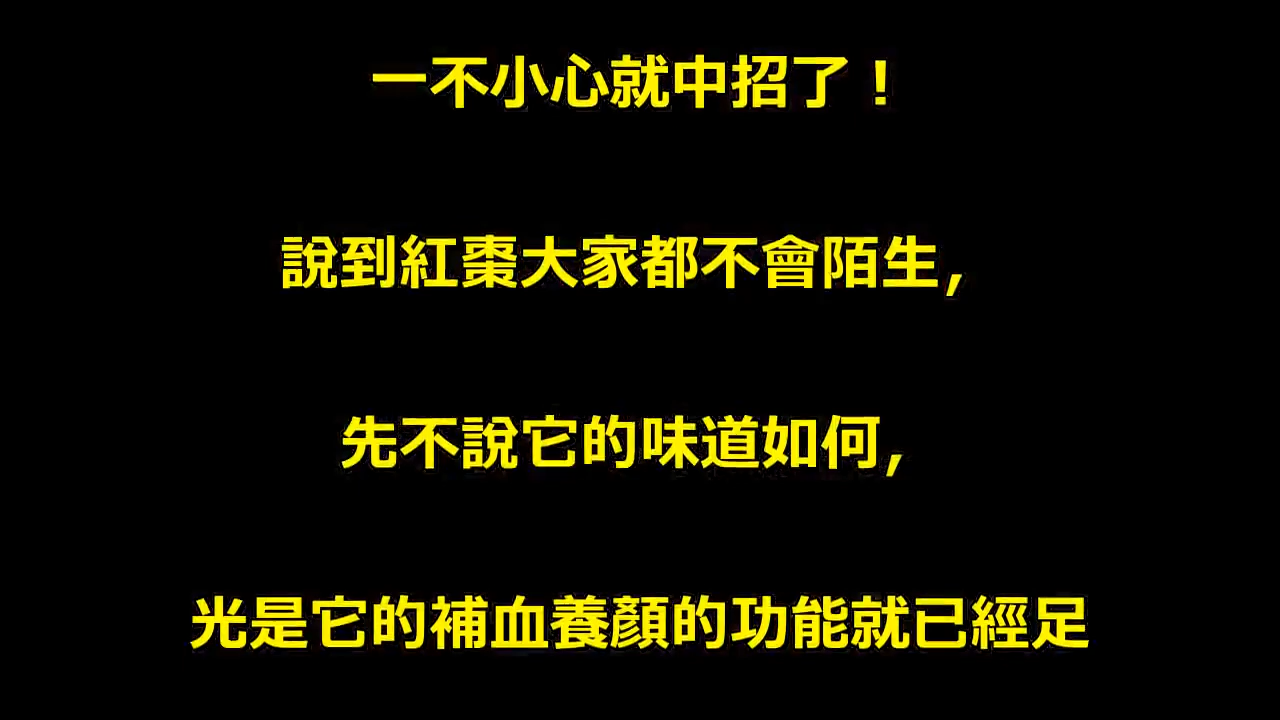 一不小心就中招了！
說到紅棗大家都不會陌生，
先不說它的味道如何，
光是它的補血養顏的功能就已經足